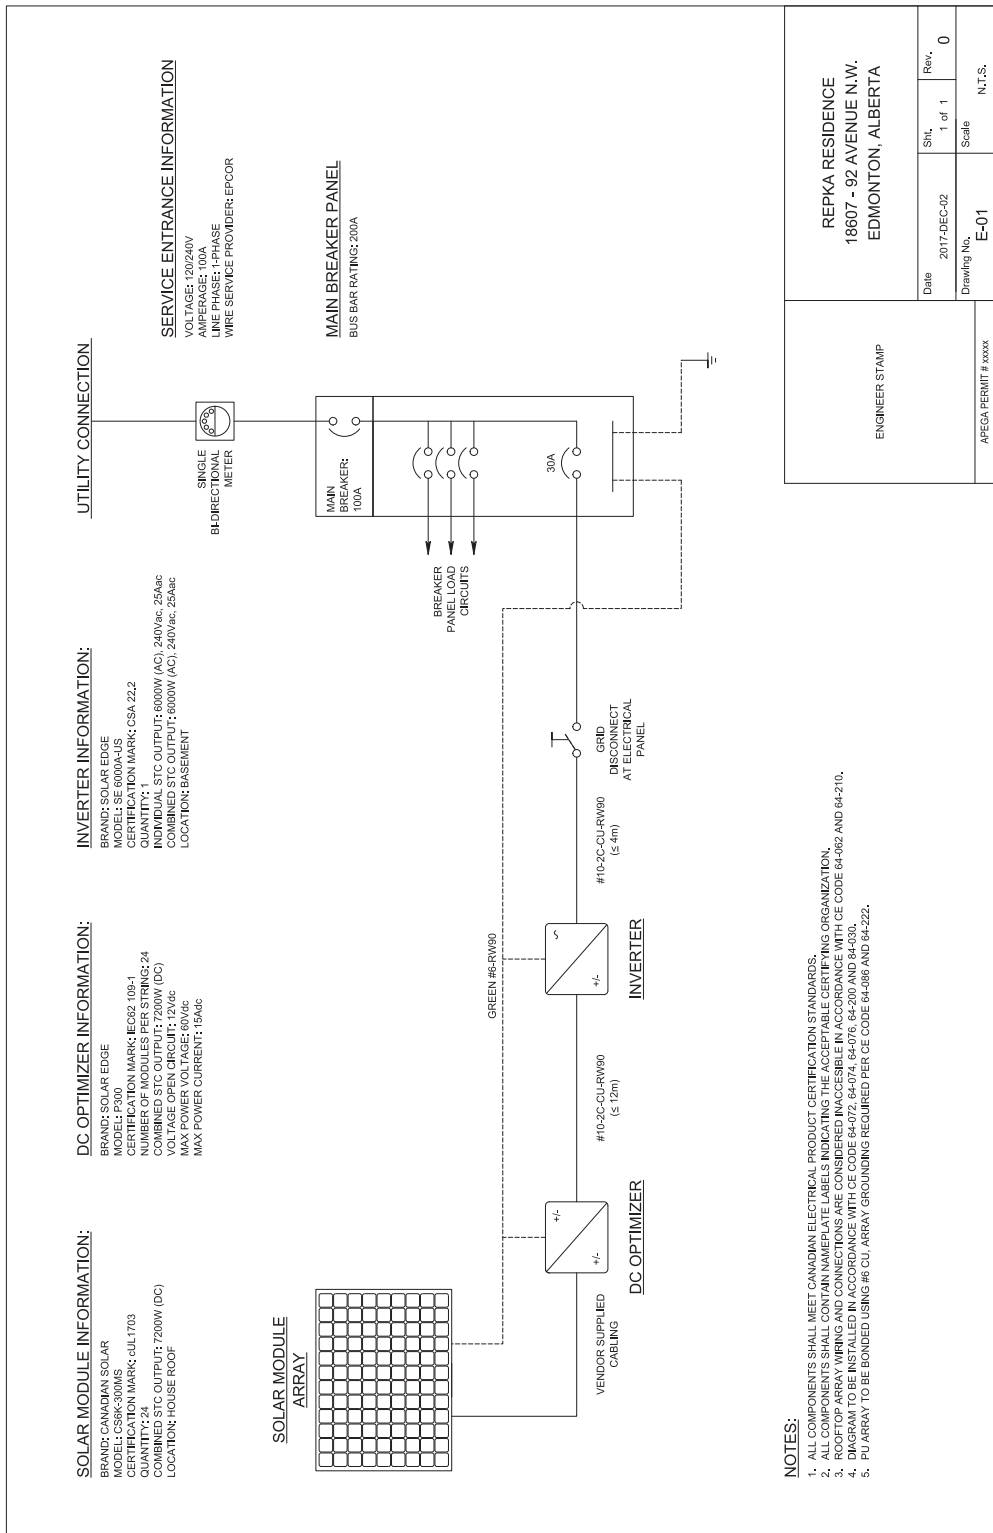 SOLAR MODULE INFORMATION:
BRAND: CANADIAN SOLAR
MODEL: CS6K-300MS
CERTIFICATION MARK: cUL1703
QUANTITY: 24
COMBINED STC OUTPUT: 7200W (DC)
LOCATION: HOUSE ROOF
DC OPTIMIZER INFORMATION:
BRAND: SOLAR EDGE
MODEL: P300
CERTIFICATION MARK: IEC62 109-1
NUMBER OF MODULES PER STRING: 24
COMBINED STC OUTPUT: 7200W (DC)
VOLTAGE OPEN CIRCUIT: 12Vdc
MAX POWER VOLTAGE: 60Vdc
MAX POWER CURRENT: 15Adc
INVERTER INFORMATION:
BRAND: SOLAR EDGE
MODEL: SE 6000A-US
CERTIFICATION MARK: CSA 22.2
QUANTITY: 1
INDIVIDUAL STC OUTPUT: 6000W (AC), 240Vac, 25Aac
COMBINED STC OUTPUT: 6000W (AC), 240Vac, 25Aac
LOCATION: BASEMENT
UTILITY CONNECTION
SINGLE
BI-DIRECTIONAL
METER
SERVICE ENTRANCE INFORMATION
VOLTAGE: 120/240V
AMPERAGE: 100A
LINE PHASE: 1-PHASE
WIRE SERVICE PROVIDER: EPCOR
MAIN BREAKER PANEL
BUS BAR RATING: 200A
MAIN
BREAKER:
100A
BREAKER
PANEL LOAD
CIRCUITS
30A
SOLAR MODULE
ARRAY
GREEN #6-RW90
VENDOR SUPPLIED
CABLING
+/-
+/-
DC OPTIMIZER
#10-2C-CU-RW90
(≤ 12m)
~
+/-
INVERTER
#10-2C-CU-RW90
(≤ 4m)
GRID
DISCONNECT
AT ELECTRICAL
PANEL
NOTES:
1. ALL COMPONENTS SHALL MEET CANADIAN ELECTRICAL PRODUCT CERTIFICATION STANDARDS.
2. ALL COMPONENTS SHALL CONTAIN NAMEPLATE LABELS INDICATING THE ACCEPTABLE CERTIFYING ORGANIZATION.
3. ROOFTOP ARRAY WIRING AND CONNECTIONS ARE CONSIDERED INACCESIBLE IN ACCORDANCE WITH CE CODE 64-062 AND 64-210.
4. DIAGRAM TO BE INSTALLED IN ACCORDANCE WITH CE CODE 64-072, 64-074, 64-076, 64-200 AND 84-030.
5. PU ARRAY TO BE BONDED USING #6 CU, ARRAY GROUNDING REQUIRED PER CE CODE 64-086 AND 64-222.
ENGINEER STAMP
APEGA PERMIT # xxxxx
REPKA RESIDENCE
18607 - 92 AVENUE N.W.
EDMONTON, ALBERTA
Date
2017-DEC-02
Sht.
1 of 1
Rev.
0
Drawing No.
E-01
Scale
N.T.S.